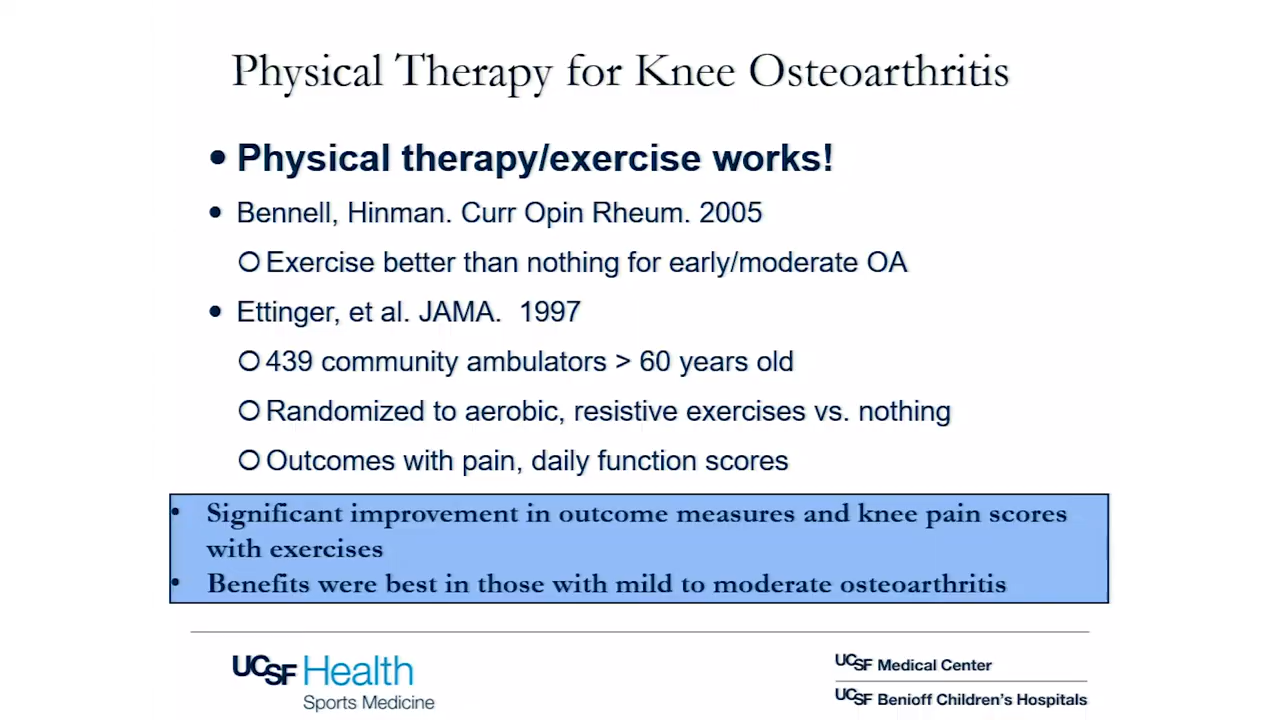 Physical Therapy for Knee Osteoarthritis
• Physical therapy/exercise works!
• Bennell, Hinman. Curr Opin Rheum. 2005
○ Exercise better than nothing for early/moderate OA
• Ettinger, et al. JAMA.  1997
○ 439 community ambulators > 60 years old
○ Randomized to aerobic, resistive exercises vs. nothing
○ Outcomes with pain, daily function scores
• Significant improvement in outcome measures and knee pain scores
with exercises
• Benefits were best in those with mild to moderate osteoarthritis
UCSF Health
Sports Medicine
UCSF Medical Center
UCSF Benioff Children's Hospitals